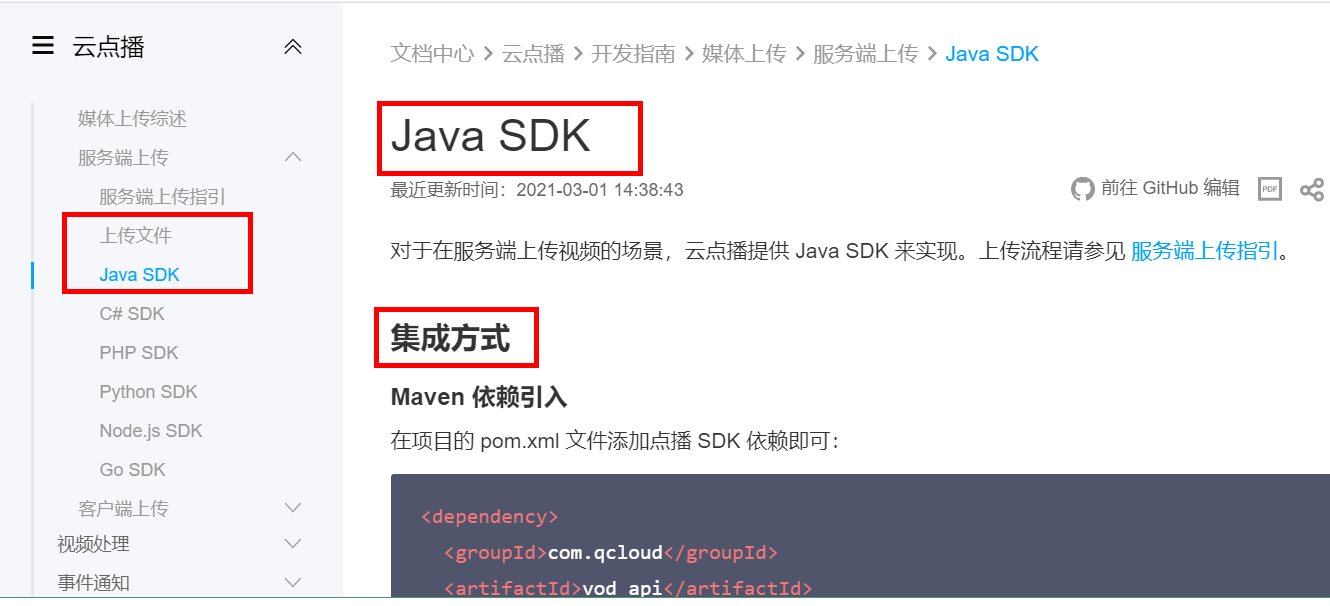 云点播
媒体上传综述
服务端上传
服务端上传指引
上传文件
Java SDK
C# SDK
PHP SDK
Python SDK
Node.js SDK
Go SDK
客户端上传
视频处理
事件通知
文档中心 > 云点播 > 开发指南 > 媒体上传 > 服务端上传 > Java SDK
Java SDK
最近更新时间：2021-03-01 14:38:43
前往 GitHub 编辑 PDF
对于在服务端上传视频的场景，云点播提供 Java SDK 来实现。上传流程请参见 服务端上传指引。
集成方式
Maven 依赖引入
在项目的 pom.xml 文件添加点播 SDK 依赖即可：
<dependency>
<groupId>com.qcloud</groupId>
<artifactId>vod_api</artifactId>